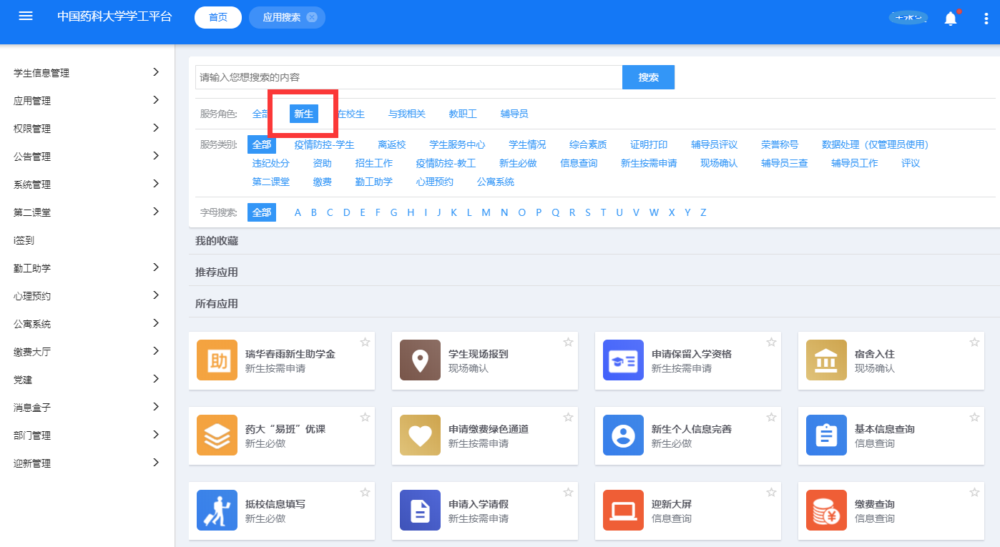 中国药科大学学工平台 首页 应用搜索
学生信息管理
应用管理
权限管理
公告管理
系统管理
第二课堂
i签到
勤工助学
心理预约
公寓系统
缴费大厅
党建
消息盒子
部门管理
迎新管理
请输入您想搜索的内容 搜索
服务角色: 全部 新生 在校生 与我相关 教职工 辅导员
服务类别: 全部 疫情防控-学生 离返校 学生服务中心 学生情况 综合素质 证明打印 辅导员评议 荣誉称号 数据处理（仅管理员使用）
违纪处分 资助 招生工作 疫情防控-教工 新生必做 信息查询 新生按需申请 现场确认 辅导员三查 辅导员工作 评议
第二课堂 缴费 勤工助学 心理预约 公寓系统
字母搜索: 全部 A B C D E F G H I J K L M N O P Q R S T U V W X Y Z
我的收藏
推荐应用
所有应用
助 瑞华春雨新生助学金 学生现场报到 申请保留入学资格 宿舍入住
新生按需申请 现场确认 新生按需申请 现场确认
药大“易班”优课 申请缴费绿色通道 新生个人信息完善 基本信息查询
新生必做 新生按需申请 新生必做 信息查询
抵校信息填写 申请入学请假 迎新大屏 缴费查询
新生必做 新生按需申请 信息查询 信息查询